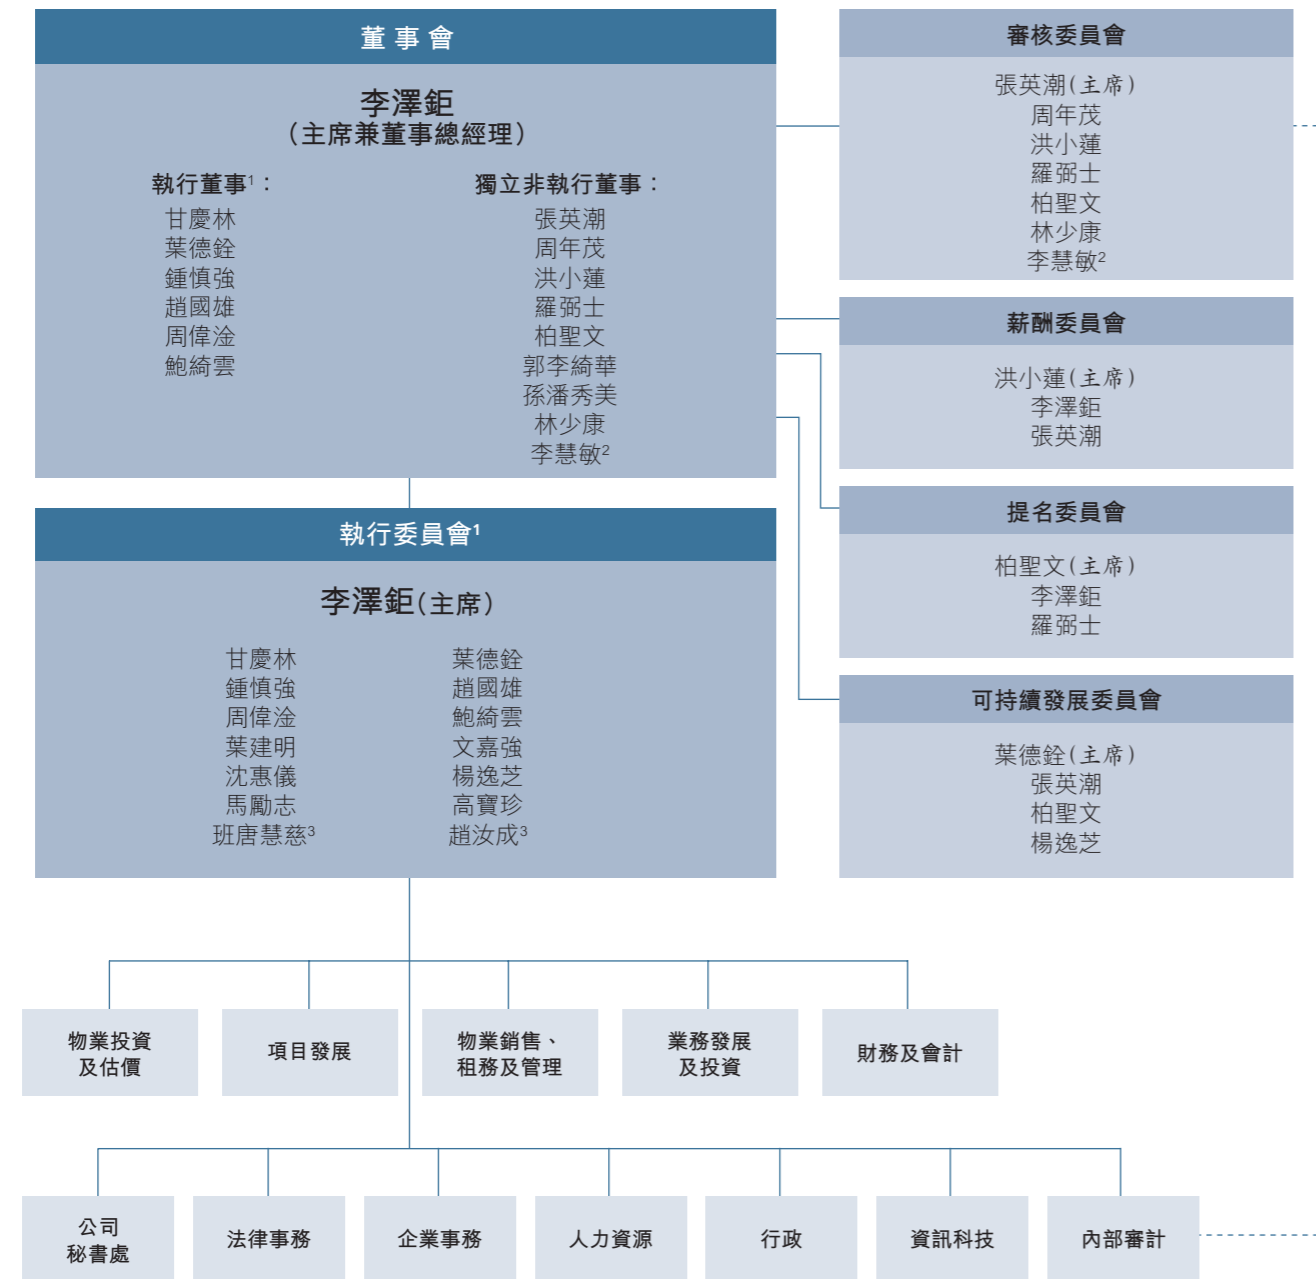 董事會
李澤鉅
（主席兼董事總經理）
執行董事¹：
甘慶林
葉德銓
鍾慎強
趙國雄
周偉淦
鮑綺雲
獨立非執行董事：
張英潮
周年茂
洪小蓮
羅弼士
柏聖文
郭李綺華
孫潘秀美
林少康
李慧敏²
審核委員會
張英潮（主席）
周年茂
洪小蓮
羅弼士
柏聖文
林少康
李慧敏²
薪酬委員會
洪小蓮（主席）
李澤鉅
張英潮
提名委員會
柏聖文（主席）
李澤鉅
羅弼士
可持續發展委員會
葉德銓（主席）
張英潮
柏聖文
楊逸芝
執行委員會¹
李澤鉅（主席）
甘慶林
鍾慎強
周偉淦
葉建明
沈惠儀
馬勵志
班唐慧慈³
葉德銓
趙國雄
鮑綺雲
文嘉強
楊逸芝
高寶珍
趙汝成³
物業投資
及估價
項目發展
物業銷售、
租務及管理
業務發展
及投資
財務及會計
公司
秘書處
法律事務
企業事務
人力資源
行政
資訊科技
內部審計